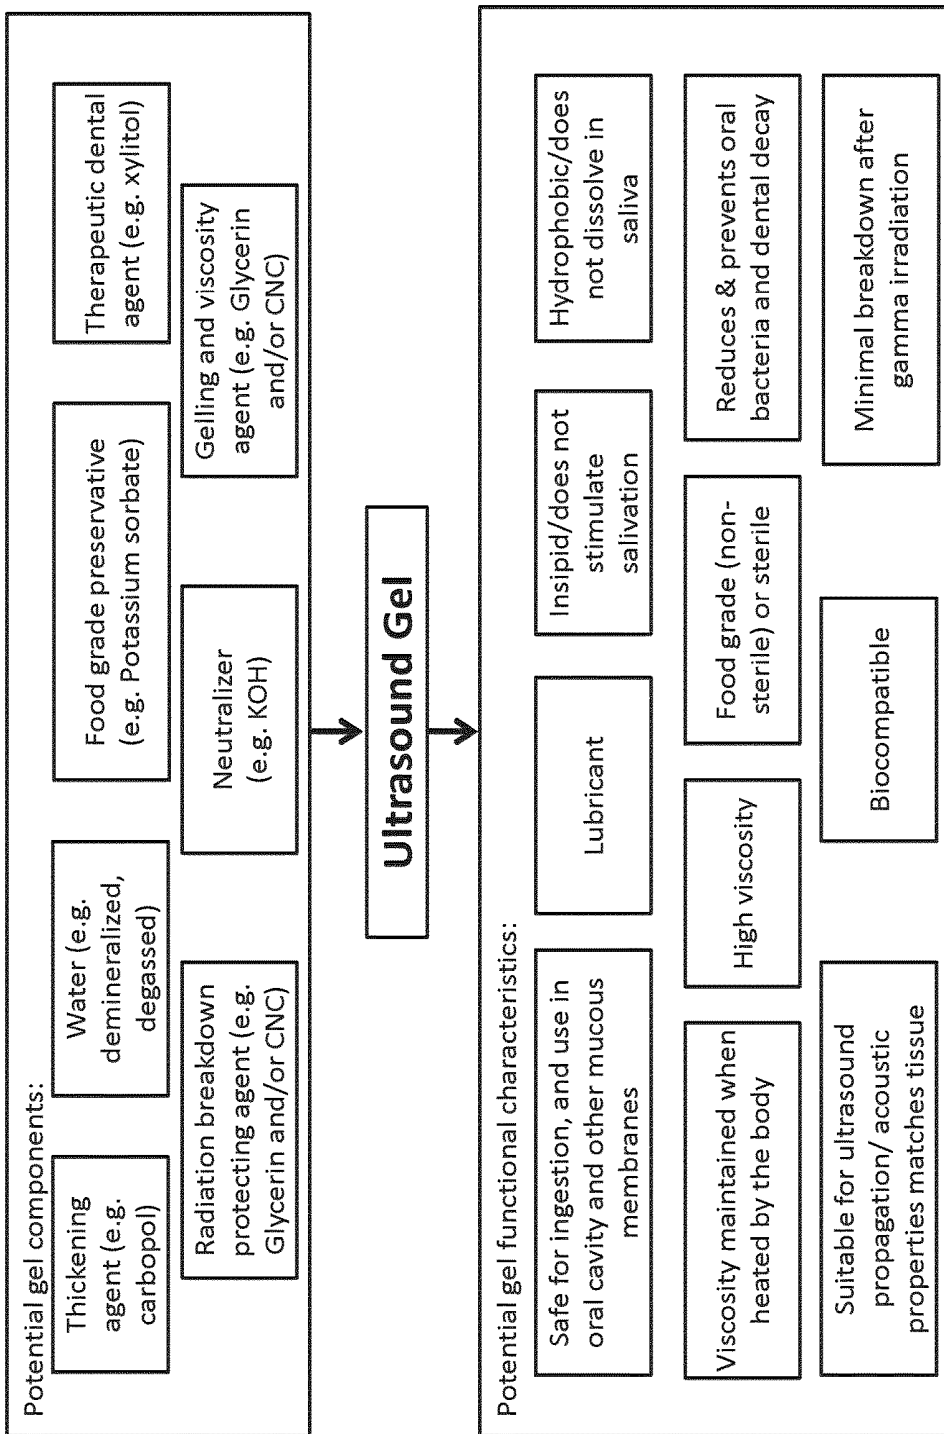 Potential gel components:
Thickening
agent (e.g.
carbopol)
Water (e.g.
demineralized,
degassed)
Food grade preservative
(e.g. Potassium sorbate)
Therapeutic dental
agent (e.g. xylitol)
Radiation breakdown
protecting agent (e.g.
Glycerin and/or CNC)
Neutralizer
(e.g. KOH)
Gelling and viscosity
agent (e.g. Glycerin
and/or CNC)
Ultrasound Gel
Potential gel functional characteristics:
Safe for ingestion, and use in
oral cavity and other mucous
membranes
Lubricant
Insipid/does not
stimulate
salivation
Hydrophobic/does
not dissolve in
saliva
Viscosity maintained when
heated by the body
High viscosity
Food grade (non-
sterile) or sterile
Reduces & prevents oral
bacteria and dental decay
Suitable for ultrasound
propagation/ acoustic
properties matches tissue
Biocompatible
Minimal breakdown after
gamma irradiation